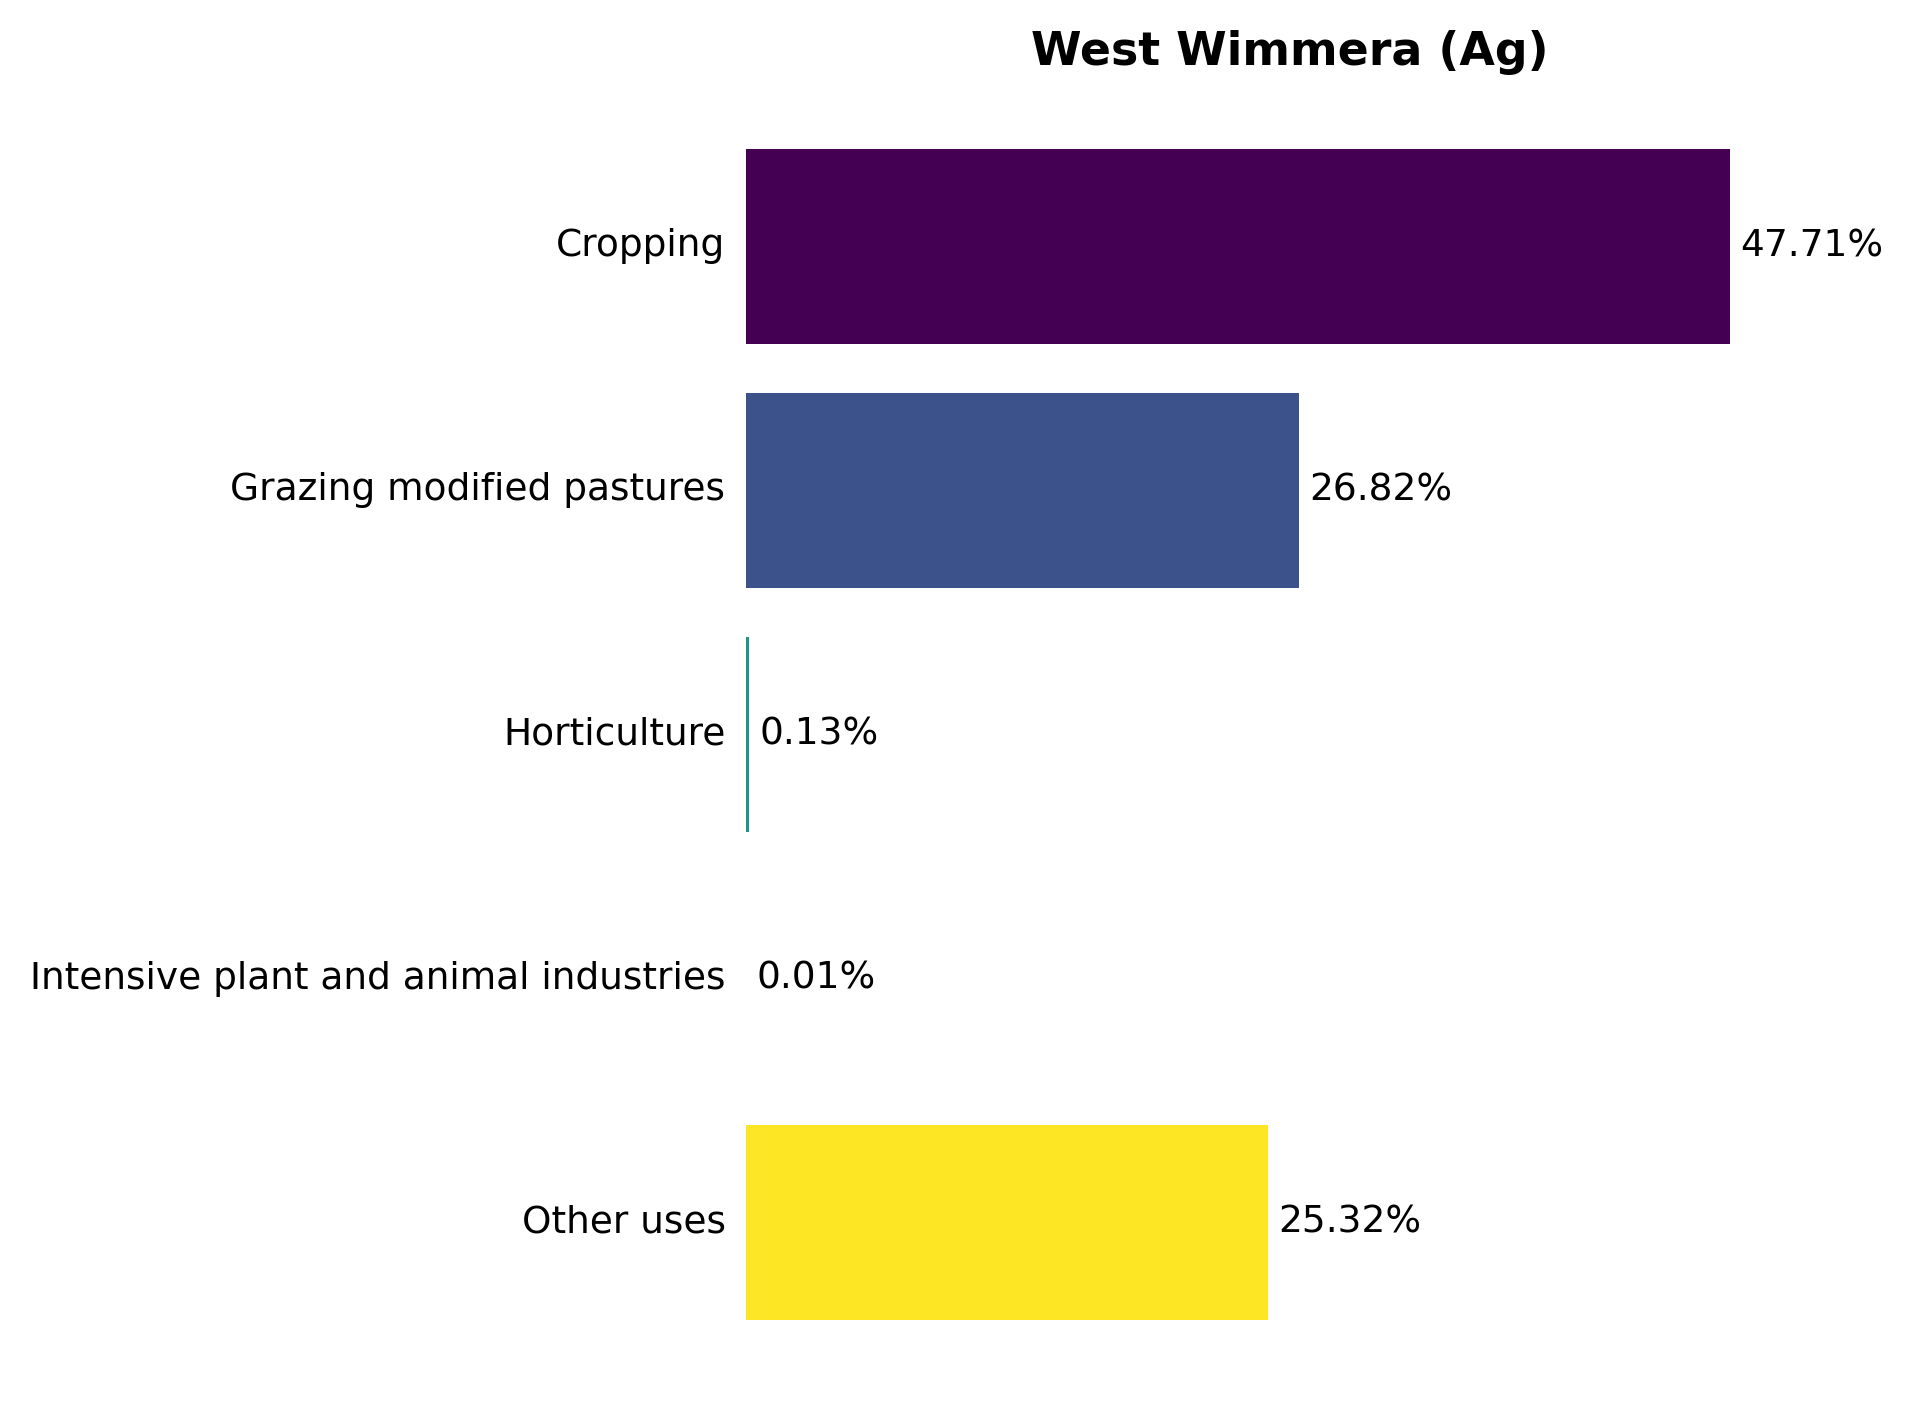 West Wimmera (Ag)
Cropping 47.71%
Grazing modified pastures 26.82%
Horticulture 0.13%
Intensive plant and animal industries 0.01%
Other uses 25.32%